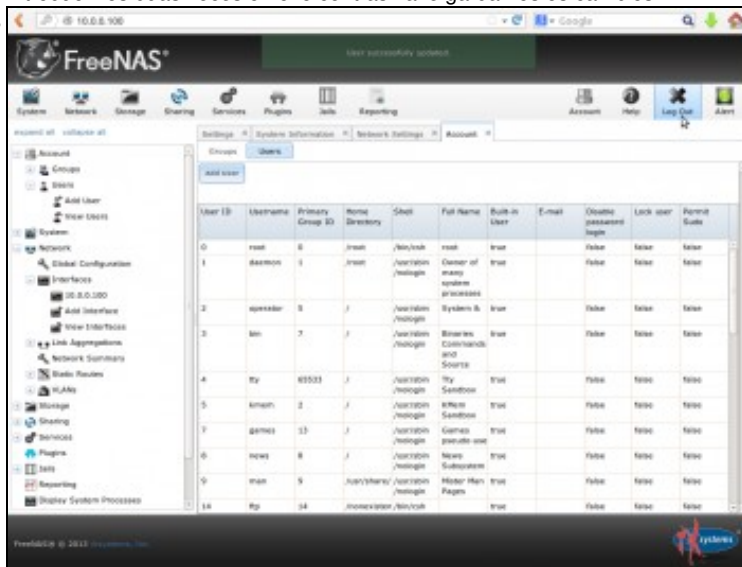 10.0.0.100
Google
FreeNAS®
User successfully updated.
System Network Storage Sharing Services Plugins Jails Reporting Account Help Log Out Alert
expand all collapse all
Settings System Information Network Settings Account
Groups Users
Add User
Account
Groups
Users
Add User
View Users
System
Network
Global Configuration
Interfaces
10.0.0.100
Add Interface
View Interfaces
Link Aggregations
Network Summary
Static Routes
VLANs
Storage
Sharing
Services
Plugins
Jails
Reporting
Display System Processes
User ID Username Primary Group ID Home Directory Shell Full Name Built-in User E-mail Disable password login Lock user Permit Sudo
0 root 0 /root /bin/csh root true false false false
1 daemon 1 /root /usr/sbin/nologin Owner of many system processes true false false false
2 operator 5 / /usr/sbin/nologin System & true false false false
3 bin 7 / /usr/sbin/nologin Binaries Commands and Source true false false false
4 tty 65533 / /usr/sbin/nologin Tty Sandbox true false false false
5 kmem 2 / /usr/sbin/nologin KMem Sandbox true false false false
7 games 13 / /usr/sbin/nologin Games pseudo-use true false false false
8 news 8 / /usr/sbin/nologin News Subsystem true false false false
9 man 9 /usr/share/ /usr/sbin/nologin Mister Man Pages true false false false
14 ftp 14 /nonexisten /bin/csh true false false false
FreeNAS® © 2013
systems